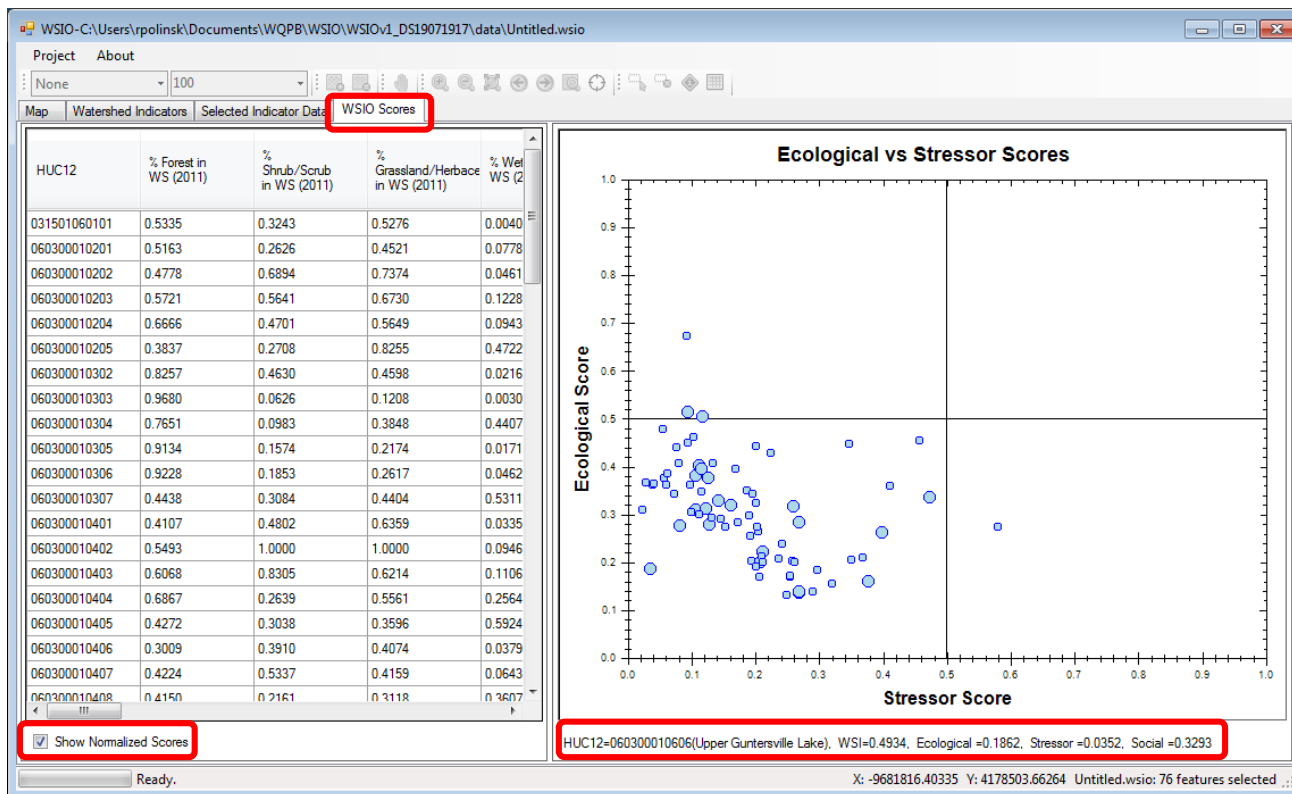 WSIO-C:\Users\rpolinsk\Documents\WQPB\WSIO\WSIOv1_DS19071917\data\Untitled.wsio
Project About
None 100
Map Watershed Indicators Selected Indicator Data WSIO Scores
HUC12 % Forest in WS (2011) % Shrub/Scrub in WS (2011) % Grassland/Herbace in WS (2011) % Wet WS (2
031501060101 0.5335 0.3243 0.5276 0.0040
060300010201 0.5163 0.2626 0.4521 0.0778
060300010202 0.4778 0.6894 0.7374 0.0461
060300010203 0.5721 0.5641 0.6730 0.1228
060300010204 0.6666 0.4701 0.5649 0.0943
060300010205 0.3837 0.2708 0.8255 0.4722
060300010302 0.8257 0.4630 0.4598 0.0216
060300010303 0.9680 0.0626 0.1208 0.0030
060300010304 0.7651 0.0983 0.3848 0.4407
060300010305 0.9134 0.1574 0.2174 0.0171
060300010306 0.9228 0.1853 0.2617 0.0462
060300010307 0.4438 0.3084 0.4404 0.5311
060300010401 0.4107 0.4802 0.6359 0.0335
060300010402 0.5493 1.0000 1.0000 0.0946
060300010403 0.6068 0.8305 0.6214 0.1106
060300010404 0.6867 0.2639 0.5561 0.2564
060300010405 0.4272 0.3038 0.3596 0.5924
060300010406 0.3009 0.3910 0.4074 0.0379
060300010407 0.4224 0.5337 0.4159 0.0643
060300010408 0.4150 0.2161 0.3118 0.3607
Show Normalized Scores
Ecological vs Stressor Scores
Ecological Score
1.0
0.9
0.8
0.7
0.6
0.5
0.4
0.3
0.2
0.1
0.0
0.0 0.1 0.2 0.3 0.4 0.5 0.6 0.7 0.8 0.9 1.0
Stressor Score
HUC12=060300010606(Upper Guntersville Lake), WSI=0.4934, Ecological =0.1862, Stressor =0.0352, Social =0.3293
Ready. X: -9681816.40335 Y: 4178503.66264 Untitled.wsio: 76 features selected